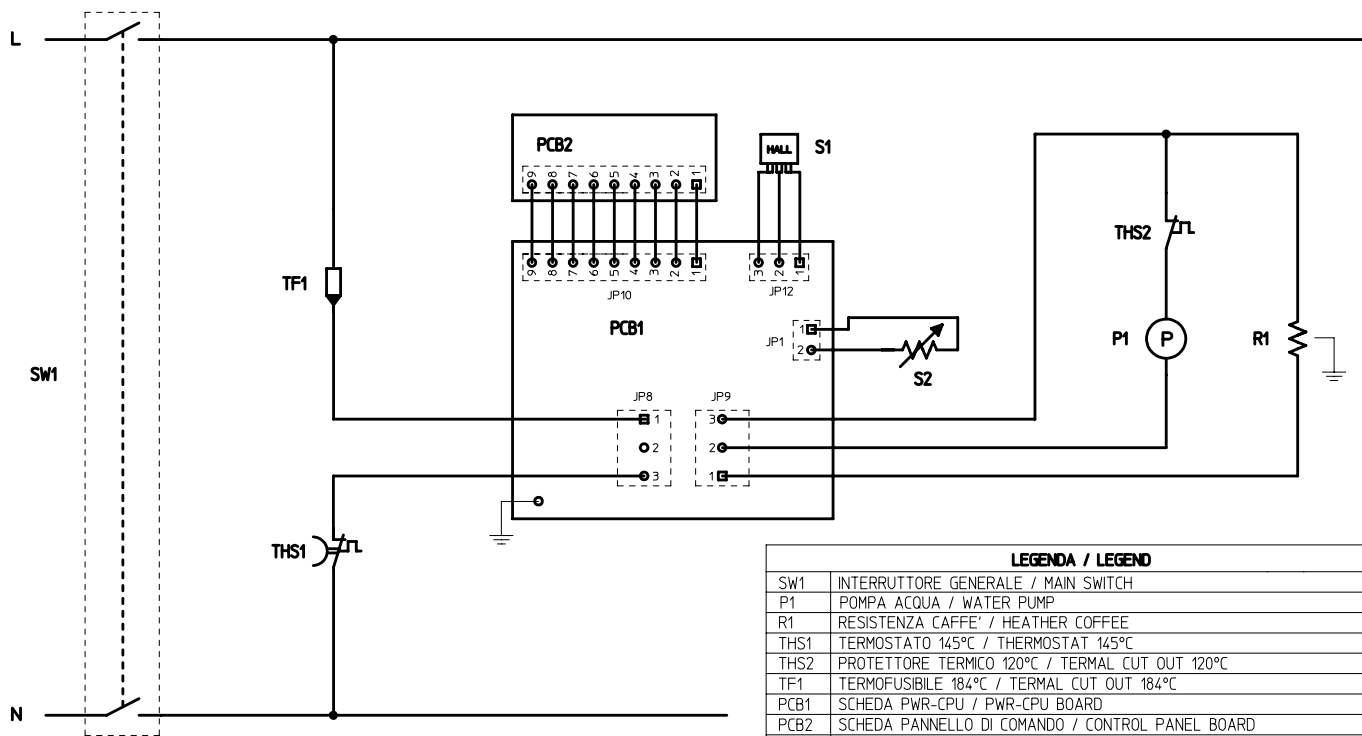 L
PCB2
HALL
S1
9 8 7 6 5 4 3 2 1
THS2
9 8 7 6 5 4 3 2 1
3 2 1
JP10
JP12
TF1
PCB1
1
JP1
2
P1
P
R1
S2
SW1
JP8
JP9
1
3
2
2
3
1
THS1
LEGENDA / LEGEND
SW1 INTERRUTTORE GENERALE / MAIN SWITCH
P1 POMPA ACQUA / WATER PUMP
R1 RESISTENZA CAFFE' / HEATHER COFFEE
THS1 TERMOSTATO 145°C / THERMOSTAT 145°C
THS2 PROTETTORE TERMICO 120°C / TERMAL CUT OUT 120°C
TF1 TERMOFUSIBILE 184°C / TERMAL CUT OUT 184°C
PCB1 SCHEDA PWR-CPU / PWR-CPU BOARD
PCB2 SCHEDA PANNELLO DI COMANDO / CONTROL PANEL BOARD
N